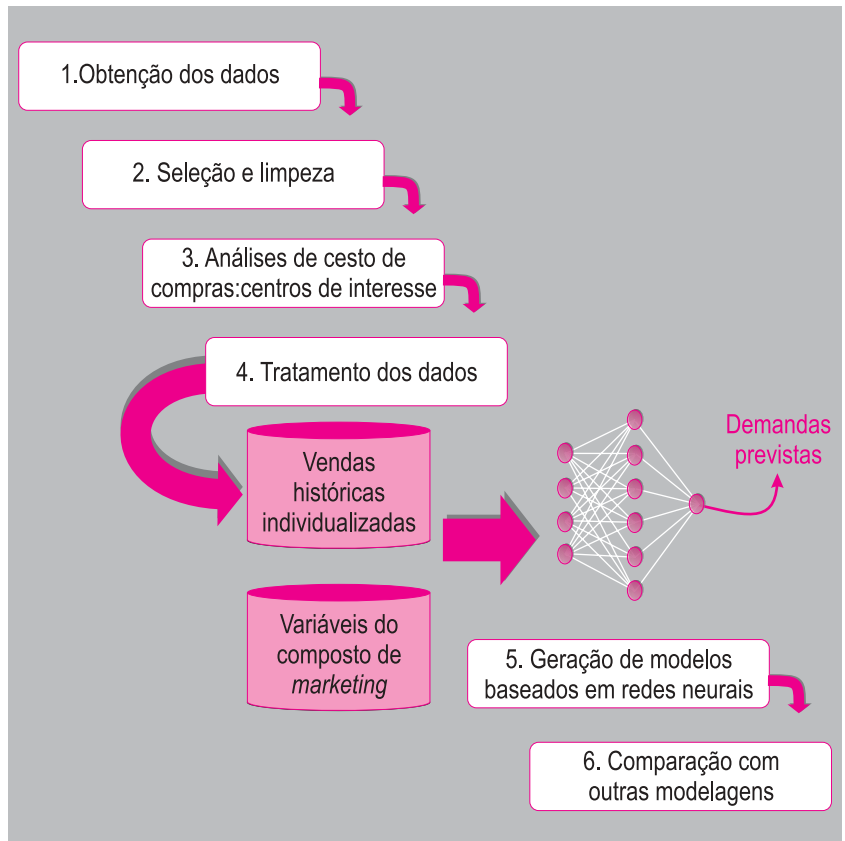 1.Obtenção dos dados
2. Seleção e limpeza
3. Análises de cesto de
compras:centros de interesse
4. Tratamento dos dados
Vendas
históricas
individualizadas
Demandas
previstas
Variáveis do
composto de
marketing
5. Geração de modelos
baseados em redes neurais
6. Comparação com
outras modelagens